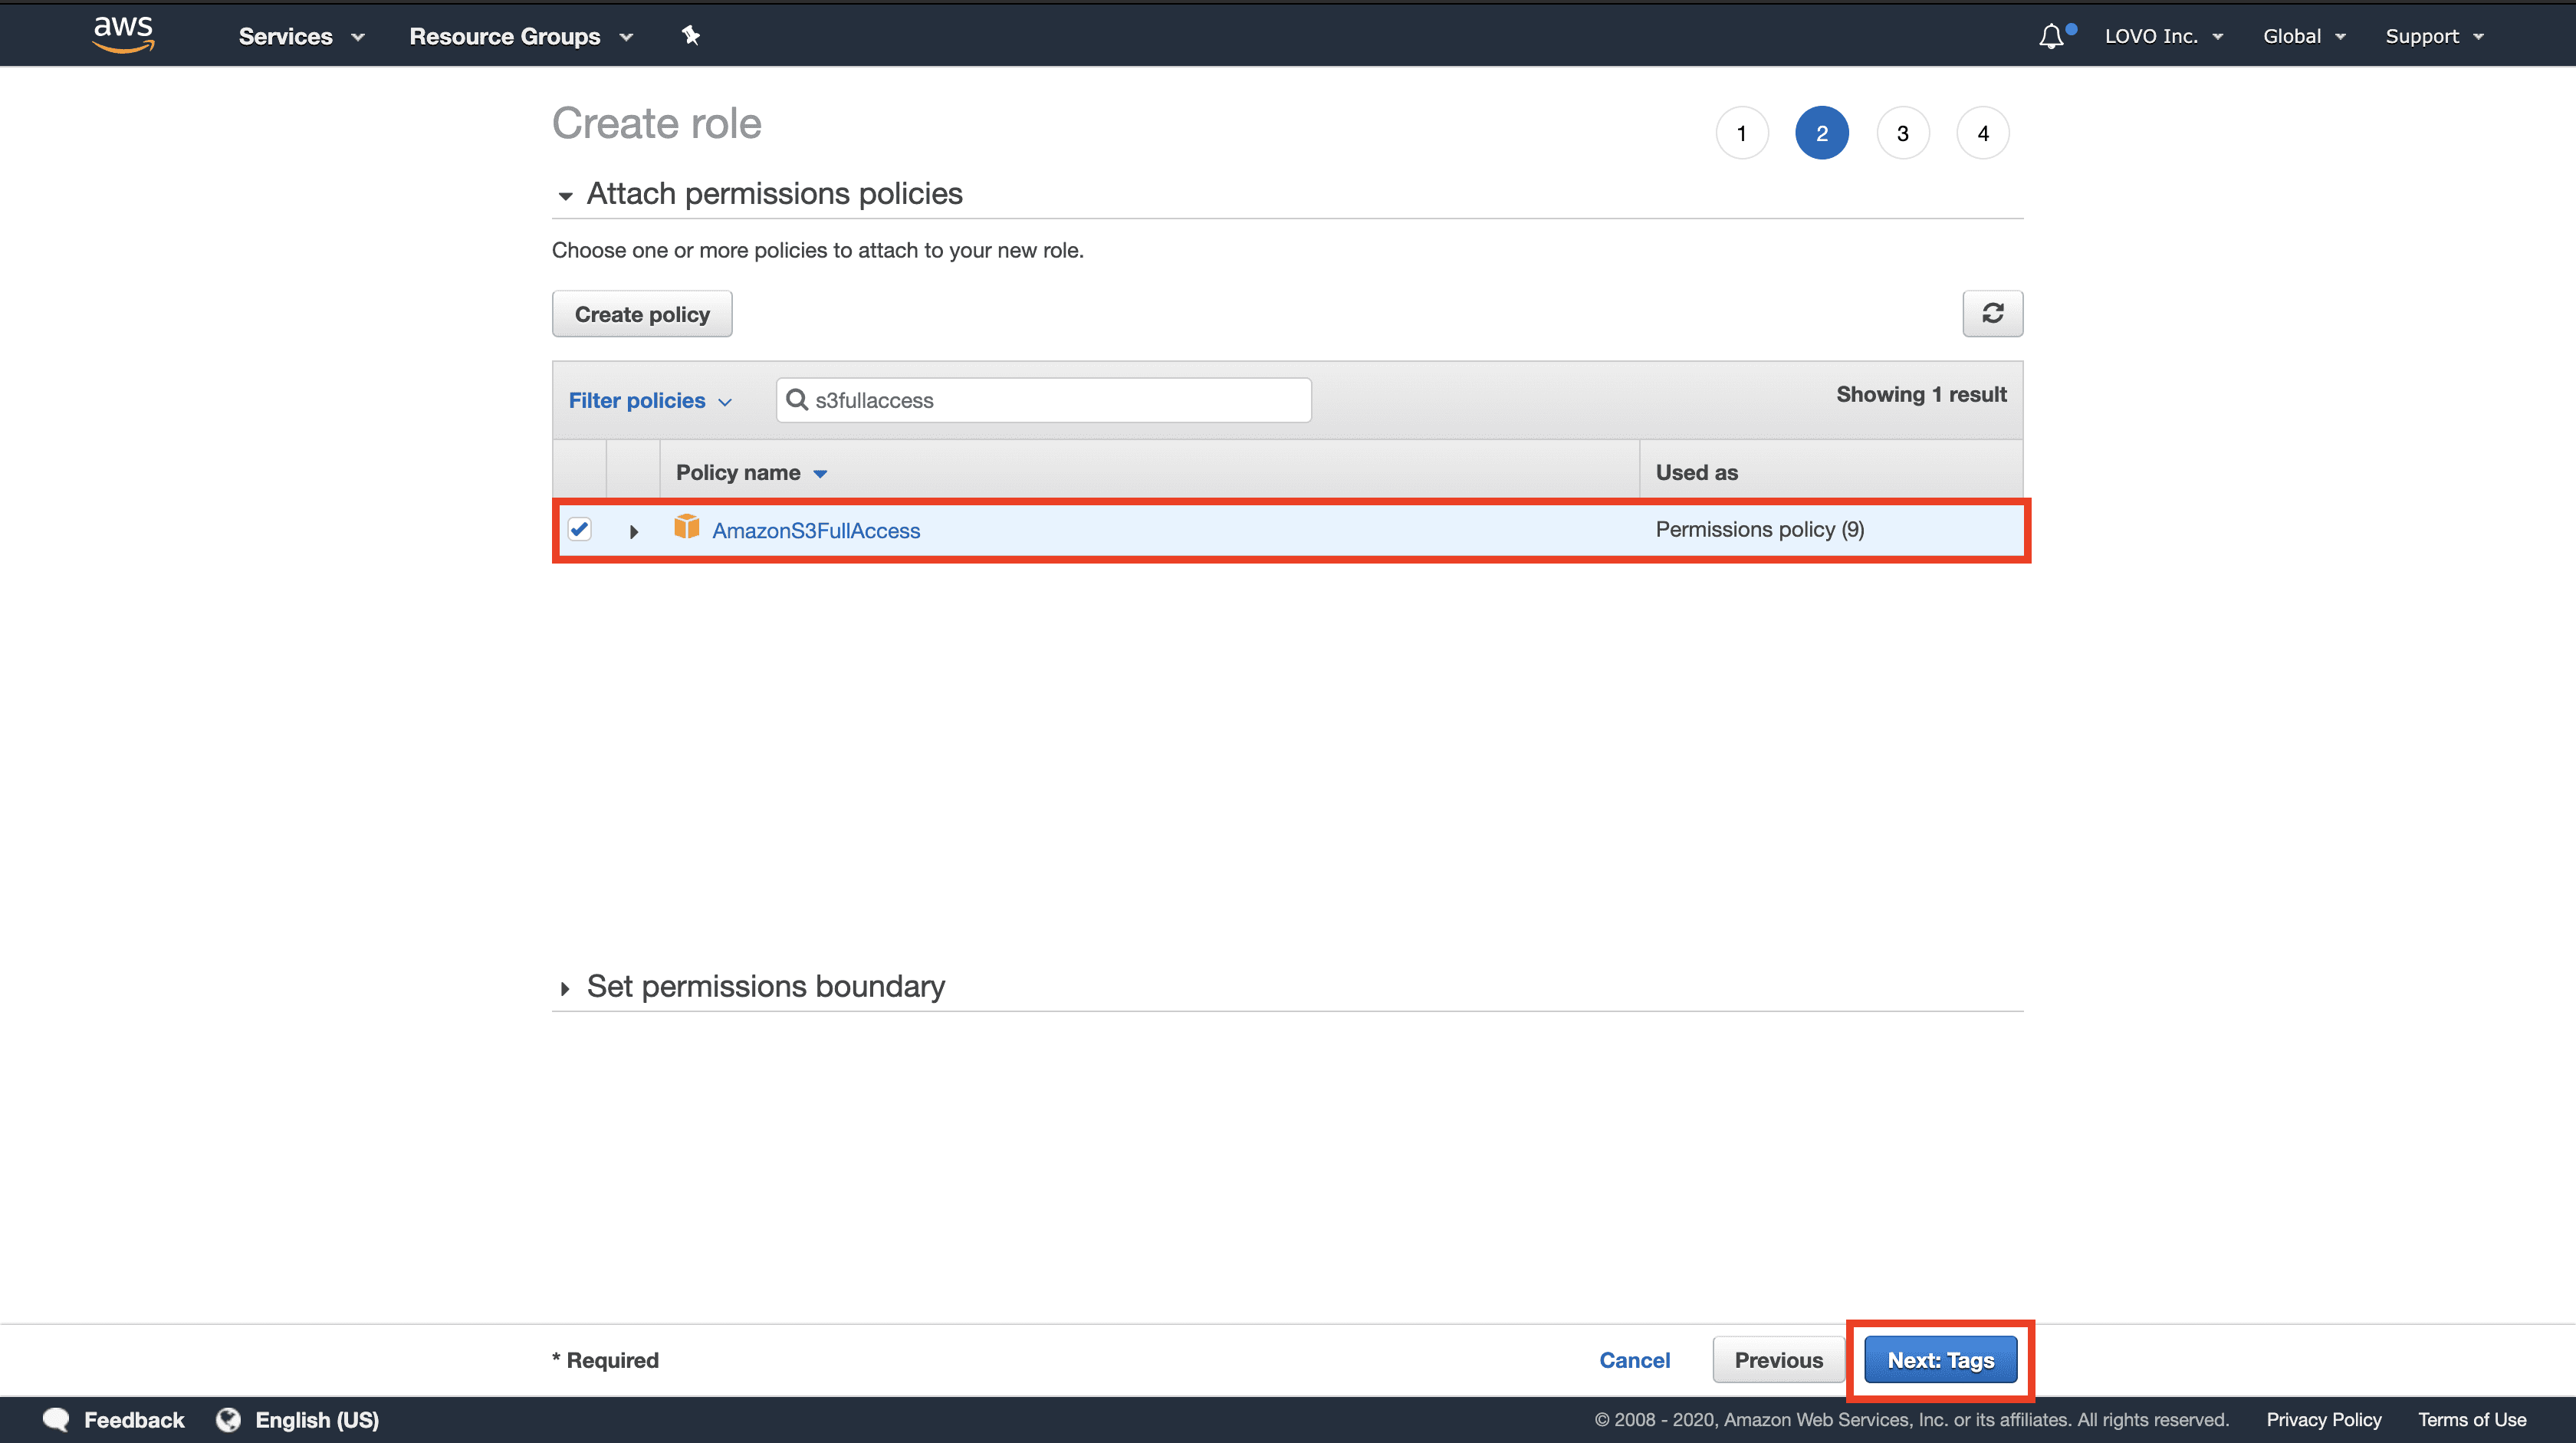 aws Services Resource Groups LOVO Inc. Global Support
Create role 1 2 3 4
Attach permissions policies
Choose one or more policies to attach to your new role.
Create policy
Filter policies s3fullaccess Showing 1 result
Policy name Used as
AmazonS3FullAccess Permissions policy (9)
Set permissions boundary
* Required Cancel Previous Next: Tags
Feedback English (US) © 2008 - 2020, Amazon Web Services, Inc. or its affiliates. All rights reserved. Privacy Policy Terms of Use